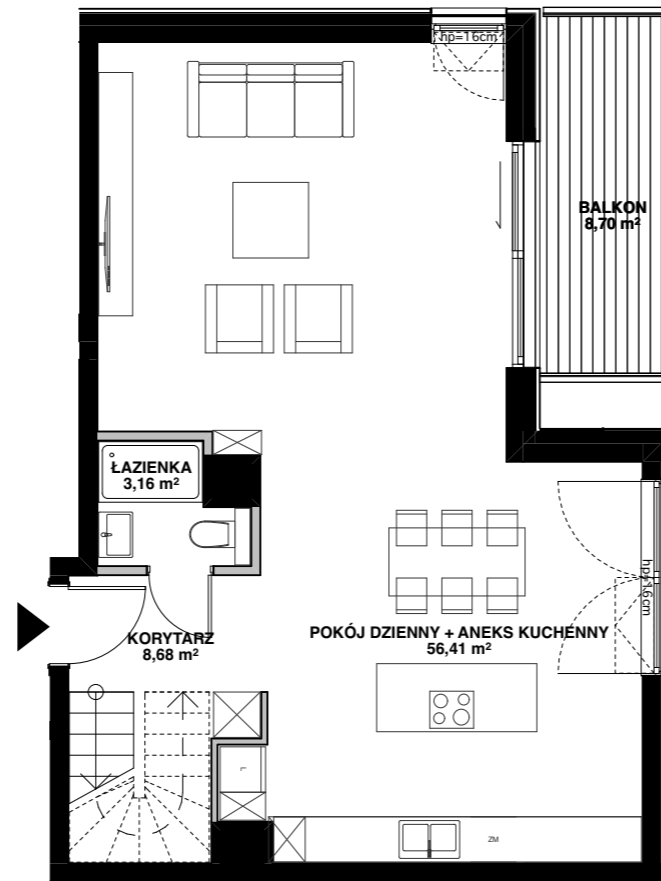 hp=16cm
BALKON
8,70 m²
ŁAZIENKA
3,16 m²
hp=16cm
POKÓJ DZIENNY + ANEKS KUCHENNY
56,41 m²
KORYTARZ
8,68 m²
L
ZM